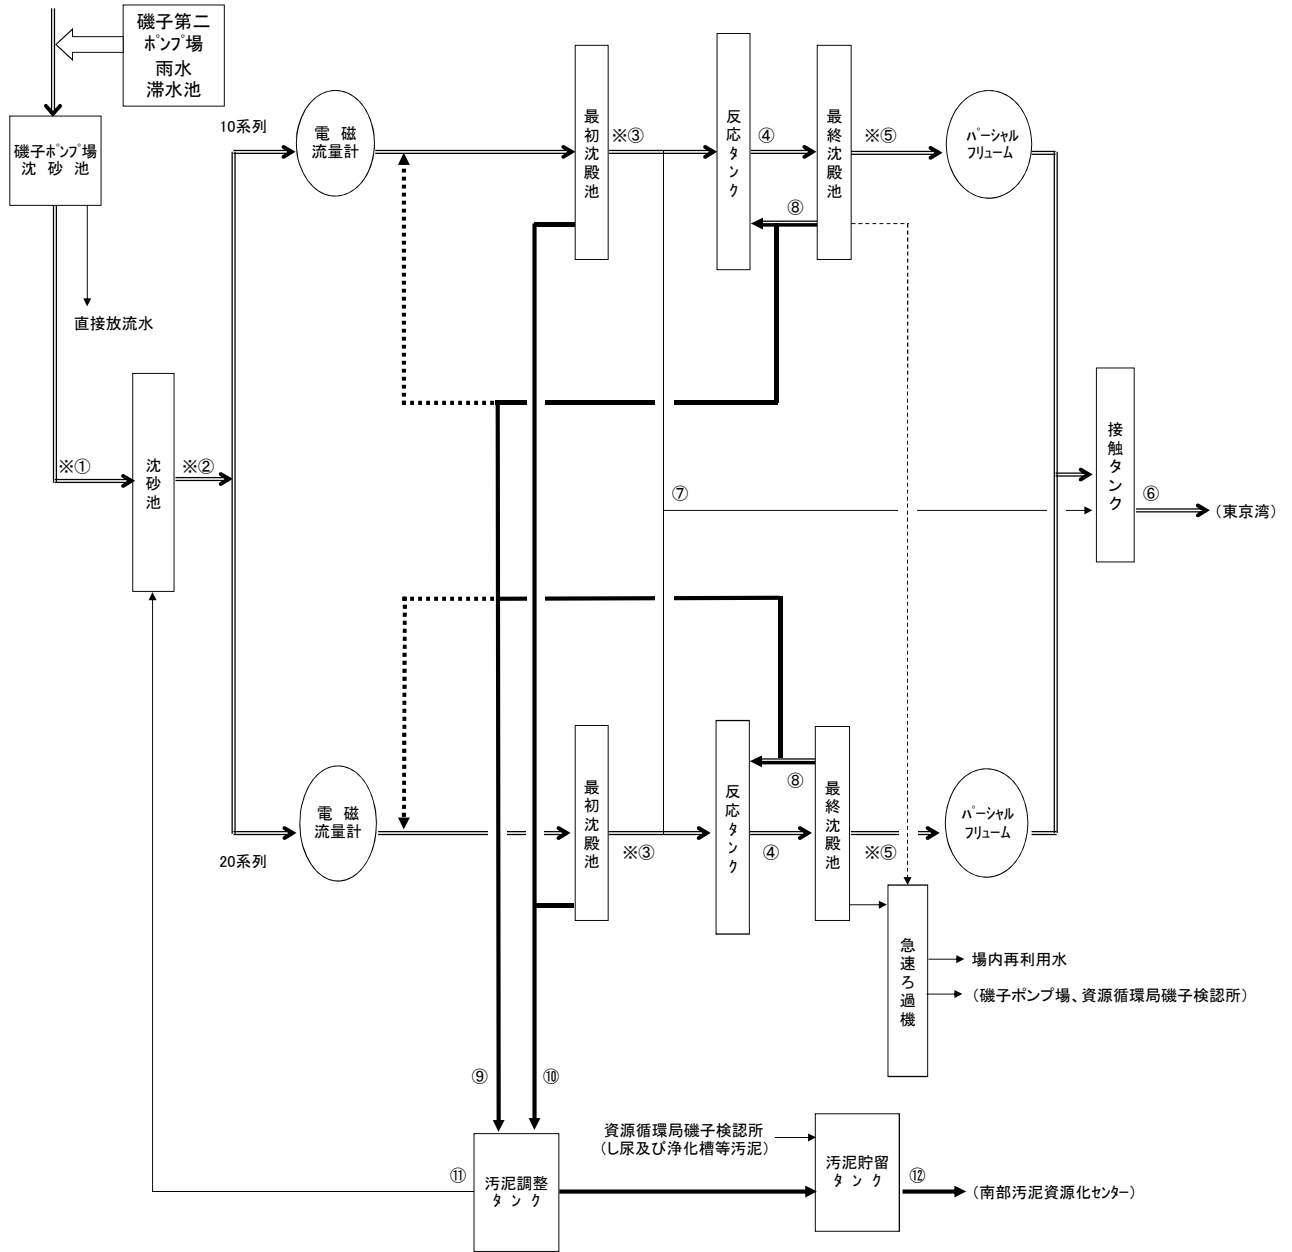 磯子第二
ﾎﾟﾝﾌﾟ場
雨水
滞水池
磯子ﾎﾟﾝﾌﾟ場
沈 砂 池
直接放流水
※①
沈砂池
※②
10系列
電 磁
流量計
最初沈殿池
※③
反応タンク
④
最終沈殿池
※⑤
ﾊﾟｰｼｬﾙ
フリューム
⑧
⑦
接触タンク
⑥
（東京湾）
20系列
電 磁
流量計
最初沈殿池
※③
反応タンク
④
⑧
最終沈殿池
※⑤
ﾊﾟｰｼｬﾙ
フリューム
急速ろ過機
場内再利用水
（磯子ポンプ場、資源循環局磯子検認所）
⑨
⑩
資源循環局磯子検認所
（し尿及び浄化槽等汚泥）
⑪
汚泥調整
タ ン ク
汚泥貯留
タ ン ク
⑫
（南部汚泥資源化ｾﾝﾀｰ）